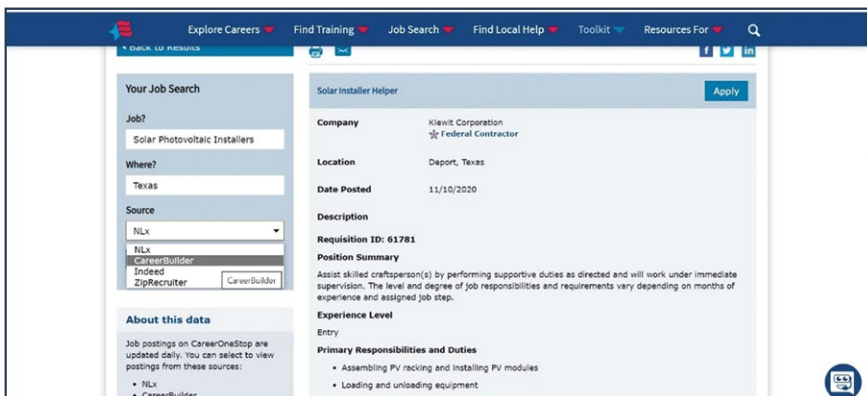 Explore Careers Find Training Job Search Find Local Help Toolkit Resources For
Back to Results
Your Job Search
Job?
Solar Photovoltaic Installers
Where?
Texas
Source
NLx
NLx
CareerBuilder
Indeed
ZipRecruiter
CareerBuilder
About this data
Job postings on CareerOneStop are
updated daily. You can select to view
postings from these sources:
• NLx
• CareerBuilder
f in
Solar Installer Helper
Apply
Company Kiewit Corporation
Federal Contractor
Location Deport, Texas
Date Posted 11/10/2020
Description
Requisition ID: 61781
Position Summary
Assist skilled craftsperson(s) by performing supportive duties as directed and will work under immediate
supervision. The level and degree of job responsibilities and requirements vary depending on months of
experience and assigned job step.
Experience Level
Entry
Primary Responsibilities and Duties
• Assembling PV racking and installing PV modules
• Loading and unloading equipment